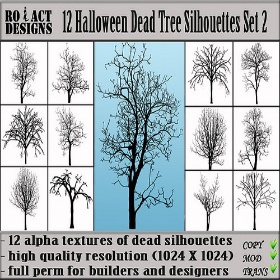 RO ACT
DESIGNS
12 Halloween Dead Tree Silhouettes Set 2
- 12 alpha textures of dead silhouettes
- high quality resolution (1024 X 1024)
- full perm for builders and designers
COPY
MOD
TRANS